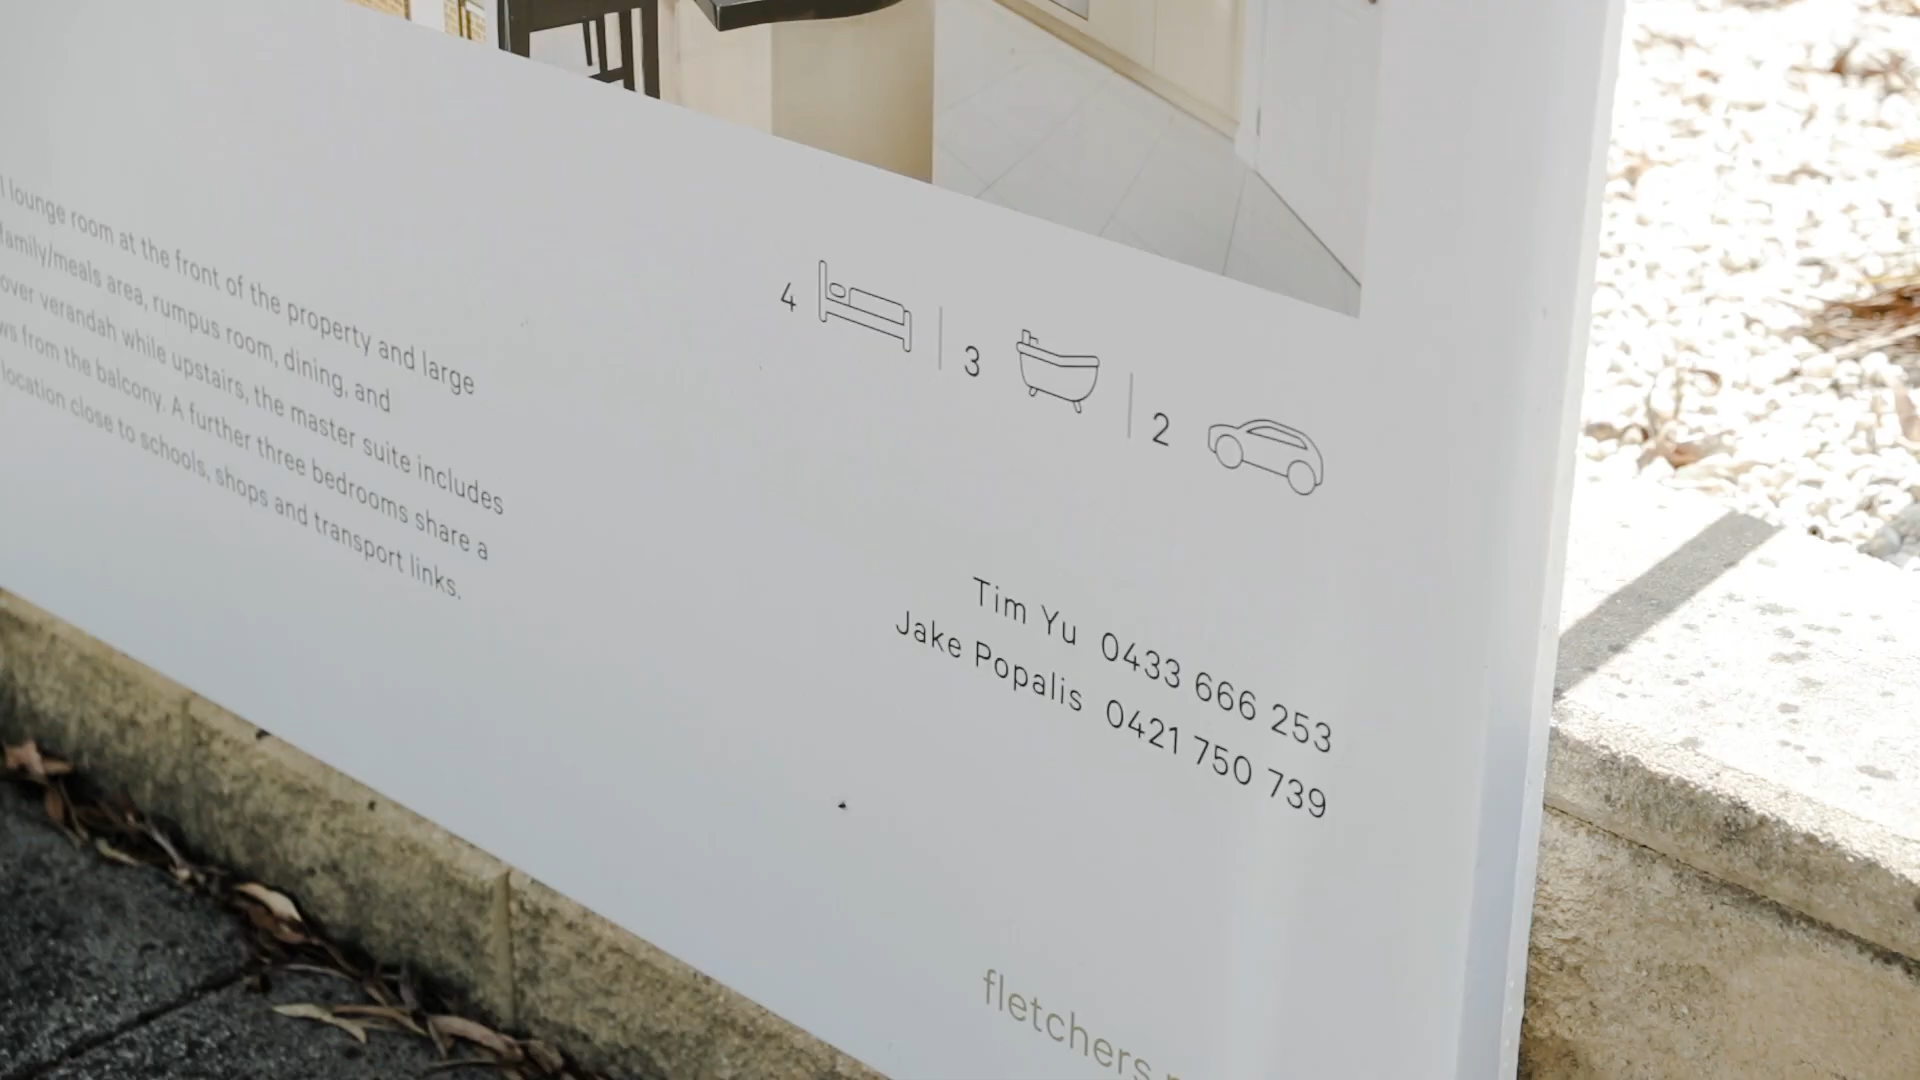 lounge room at the front of the property and large
family/meals area, rumpus room, dining, and
over verandah while upstairs, the master suite includes
from the balcony. A further three bedrooms share a
location close to schools, shops and transport links.
4 3 2
Tim Yu 0433 666 253
Jake Popalis 0421 750 739
fletchers